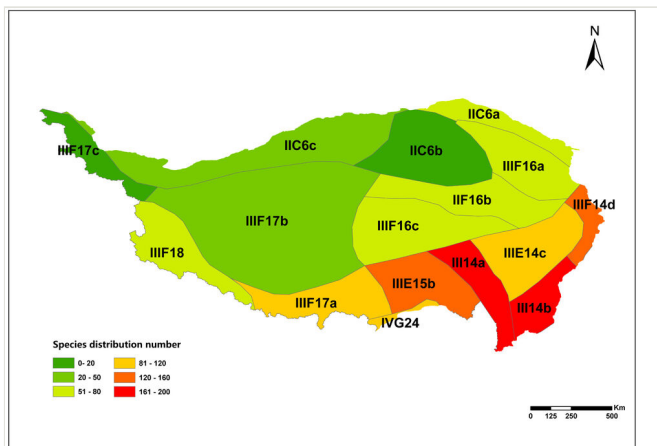 N
IIC6a
IIIF17c
IIC6c
IIC6b
IIIF16a
IIF16b
IIIF14d
IIIF17b
IIIF16c
IIIF18
IIIE14c
III14a
IIIE15b
IIIF17a
III14b
IVG24
Species distribution number
0- 20
81 - 120
20 - 50
120 - 160
51 - 80
161 - 200
Km
0 125 250 500